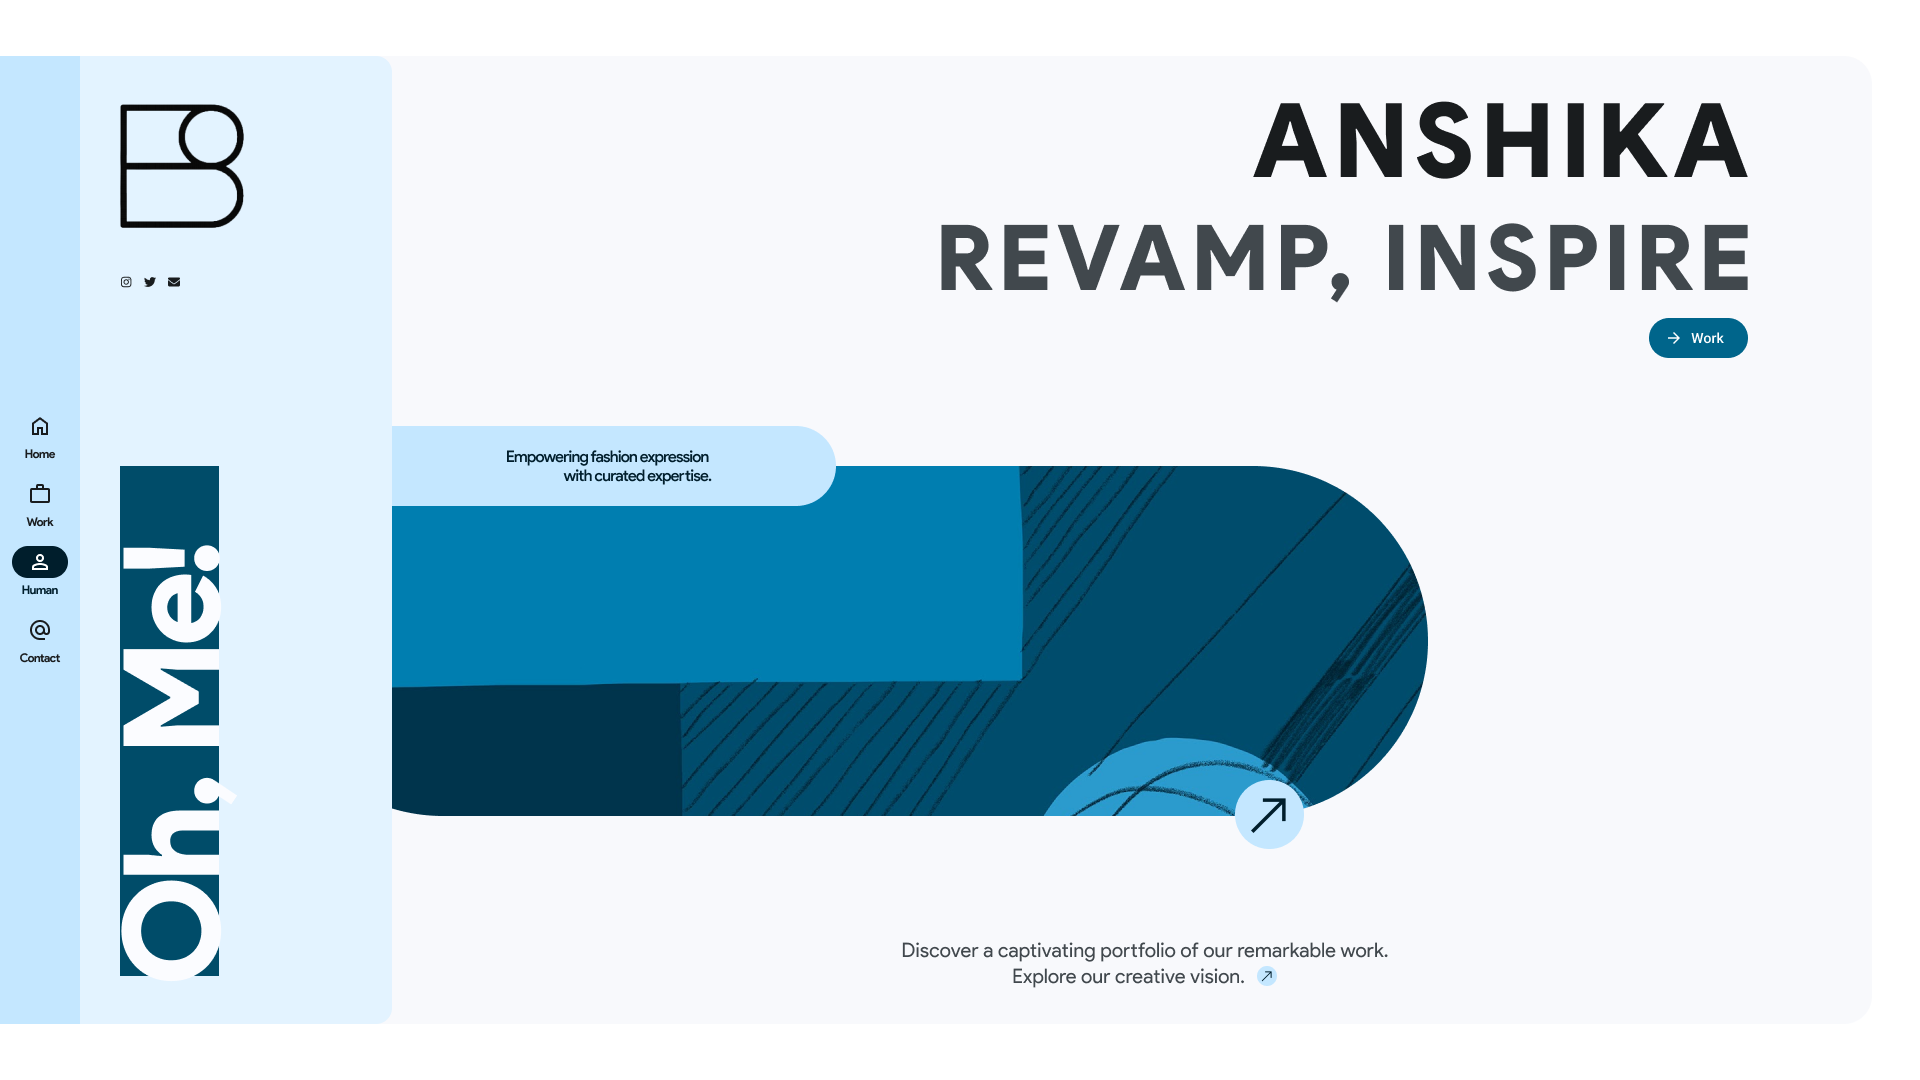 Home
Work
Human
Contact
Oh, Me!
ANSHIKA
REVAMP, INSPIRE
Work
Empowering fashion expression
with curated expertise.
Discover a captivating portfolio of our remarkable work.
Explore our creative vision.